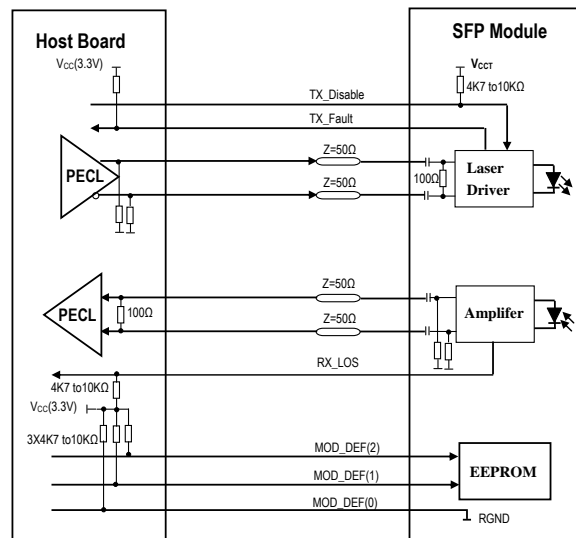 Host Board
SFP Module
VCC(3.3V)
VCCT
4K7 to10KΩ
TX_Disable
TX_Fault
PECL
Z=50Ω
Z=50Ω
100Ω
Laser
Driver
PECL
100Ω
Z=50Ω
Z=50Ω
Amplifer
RX_LOS
4K7 to10KΩ
VCC(3.3V)
3X4K7 to10KΩ
MOD_DEF(2)
MOD_DEF(1)
MOD_DEF(0)
EEPROM
RGND